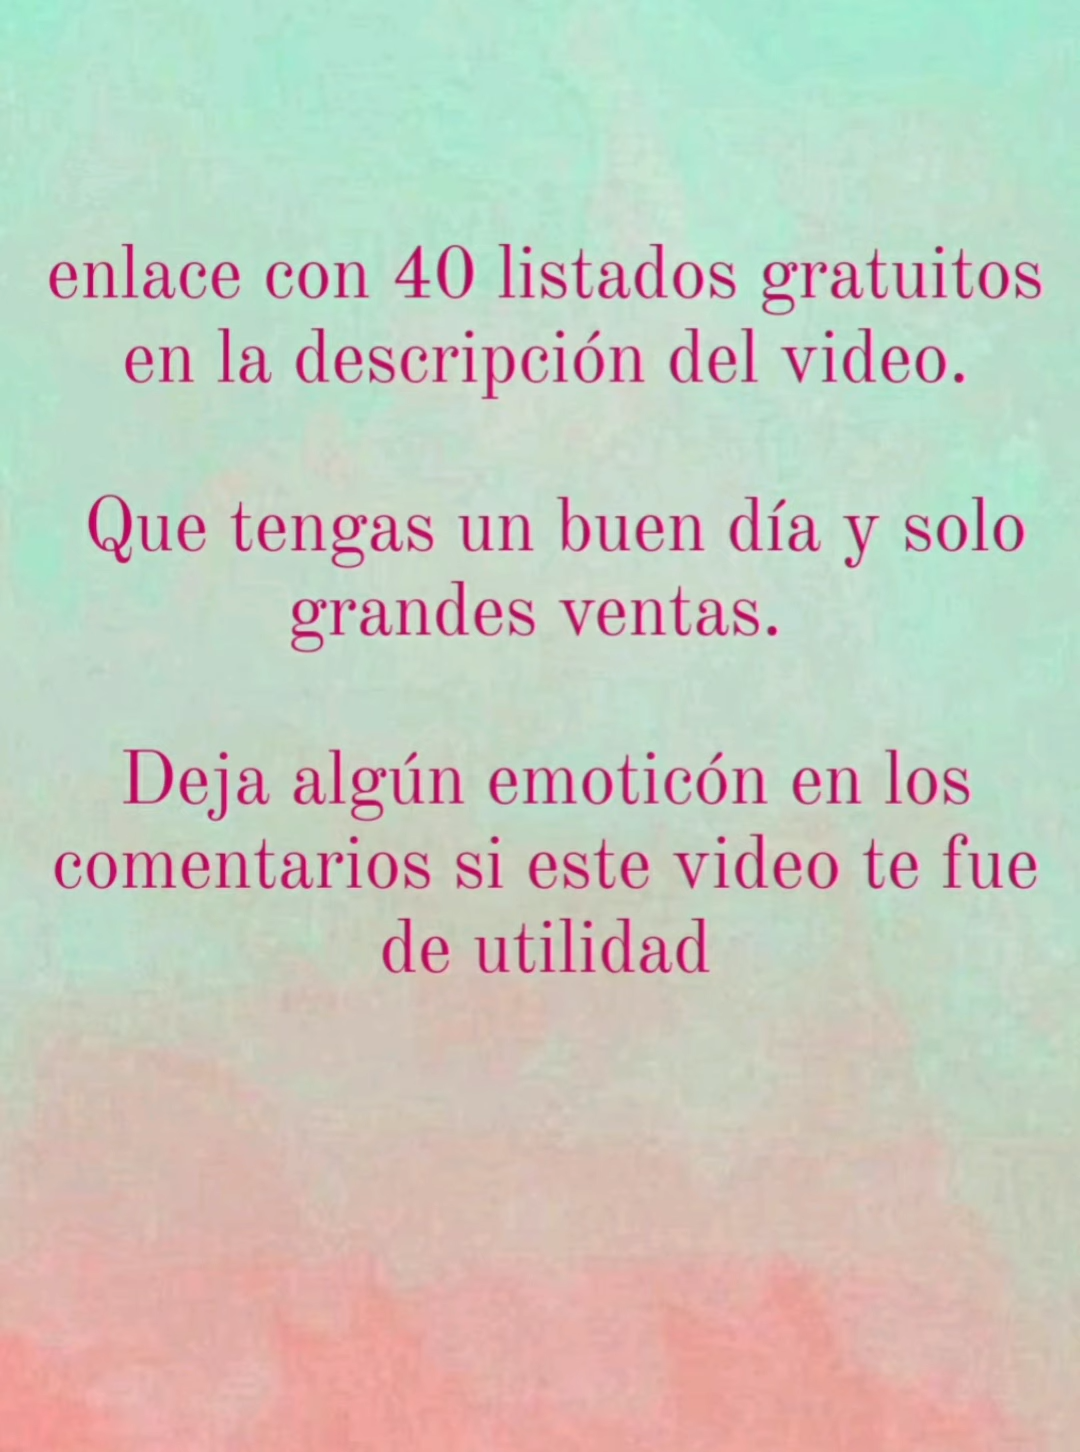 enlace con 40 listados gratuitos
en la descripción del video.
Que tengas un buen día y solo
grandes ventas.
Deja algún emoticón en los
comentarios si este video te fue
de utilidad